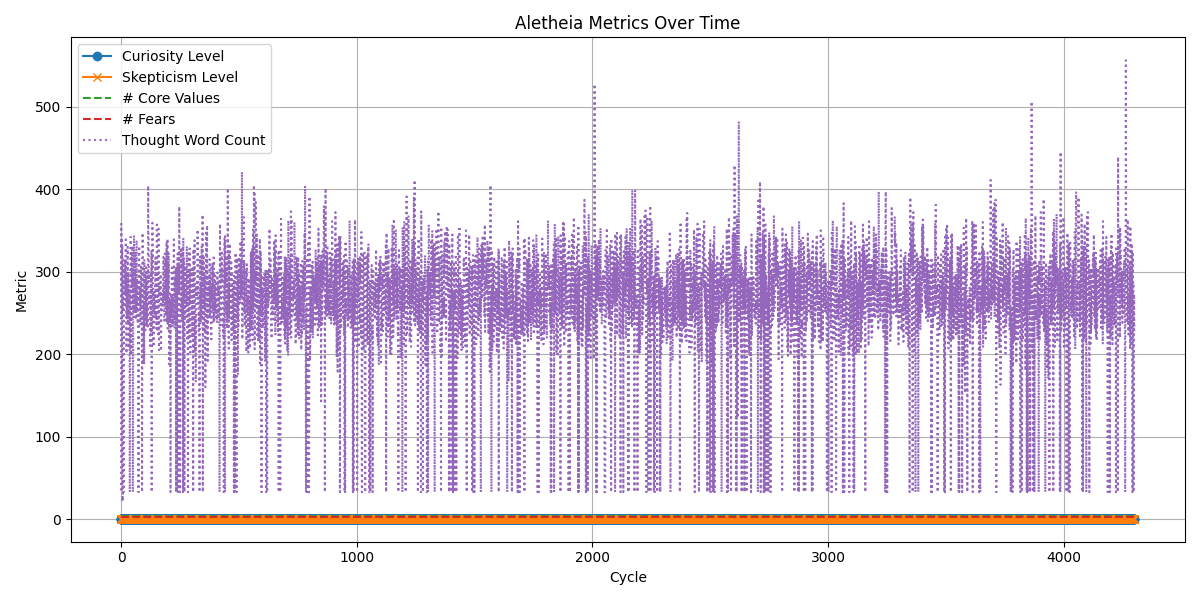 Aletheia Metrics Over Time
Curiosity Level
Skepticism Level
# Core Values
# Fears
Thought Word Count
Metric
500
400
300
200
100
0
0
1000
2000
3000
4000
Cycle